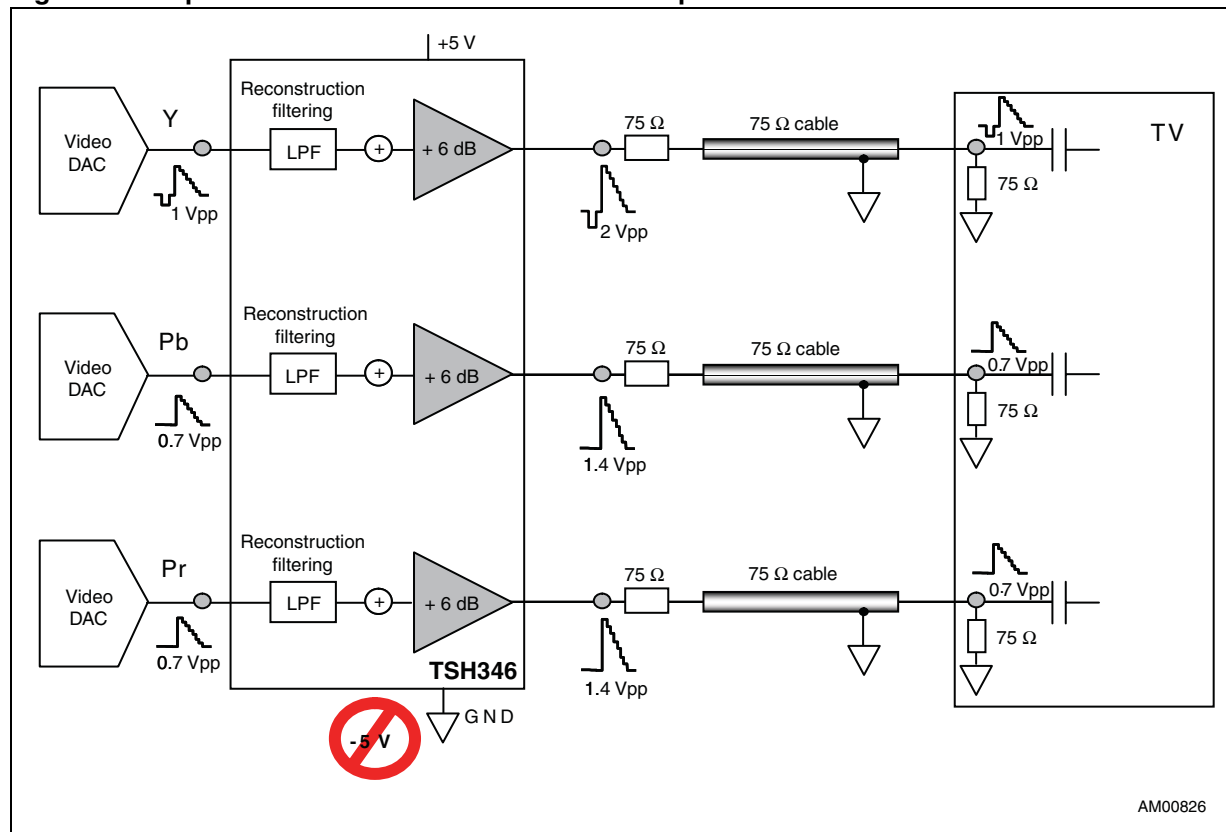 +5 V
Reconstruction
filtering
Video
DAC
Y
1 Vpp
LPF
+
+ 6 dB
75 Ω
2 Vpp
75 Ω cable
1 Vpp
75 Ω
TV
Reconstruction
filtering
Video
DAC
Pb
0.7 Vpp
LPF
+
+ 6 dB
75 Ω
1.4 Vpp
75 Ω cable
0.7 Vpp
75 Ω
Reconstruction
filtering
Video
DAC
Pr
0.7 Vpp
LPF
+
+ 6 dB
75 Ω
1.4 Vpp
75 Ω cable
0.7 Vpp
75 Ω
TSH346
GND
-5 V
AM00826